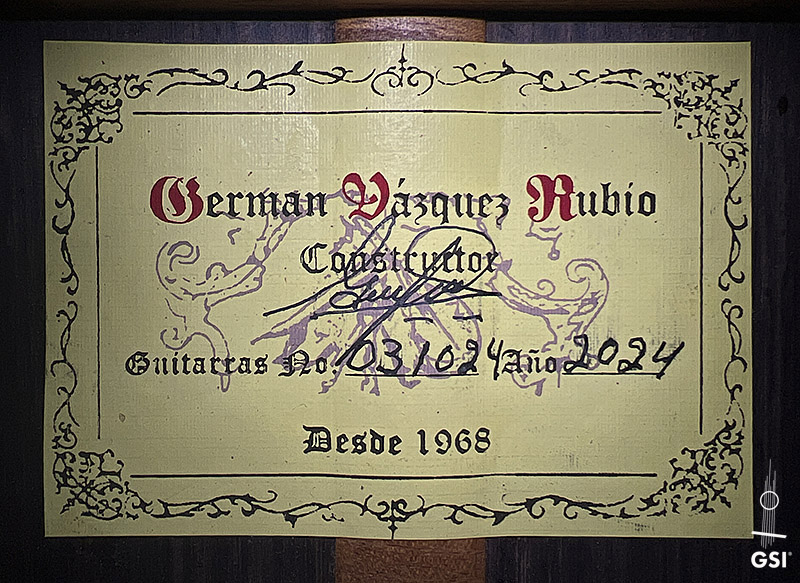 German Vázquez Rubio
Constructor
Guitarras No. 031024 Año 2024
Desde 1968
GSI